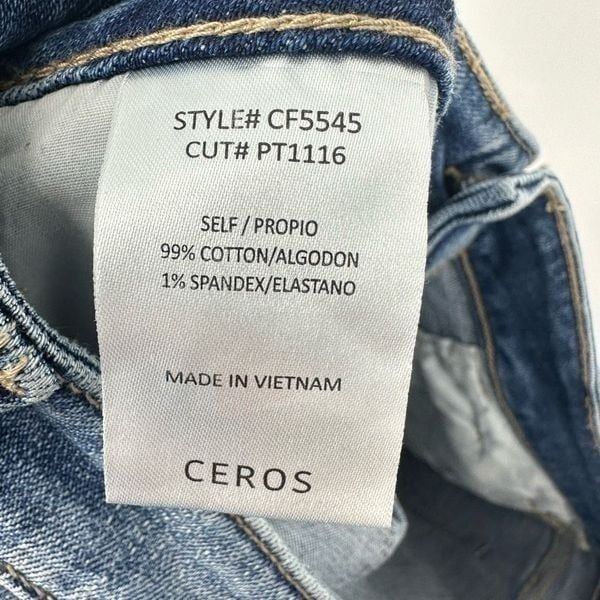 STYLE# CF5545
CUT# PT1116
SELF / PROPIO
99% COTTON/ALGODON
1% SPANDEX/ELASTANO
MADE IN VIETNAM
CEROS